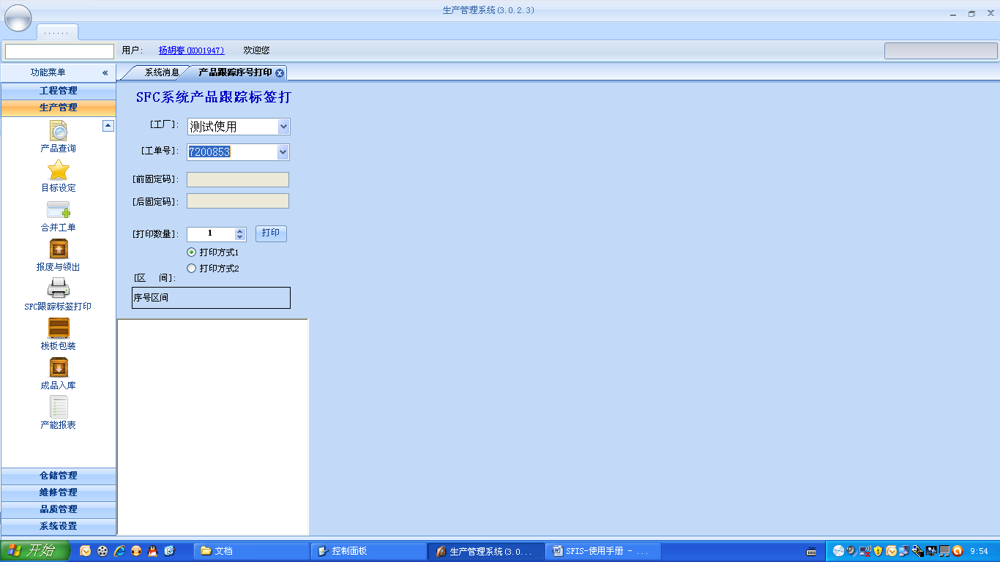 生产管理系统(3.0.2.3)
......
用户: 杨胡春(K001947) 欢迎您
功能菜单 «
系统消息 产品跟踪序号打印
工程管理
生产管理
产品查询
目标设定
合并工单
报废与领出
SFC跟踪标签打印
栈板包装
成品入库
产能报表
仓储管理
维修管理
品质管理
系统设置
SFC系统产品跟踪标签打
[工厂]: 测试使用
[工单号]: 7200853
[前固定码]:
[后固定码]:
[打印数量]: 1 打印
打印方式1
打印方式2
[区 间]:
序号区间
开始 文档 控制面板 生产管理系统(3.0... SFIS-使用手册 - ... 9:54